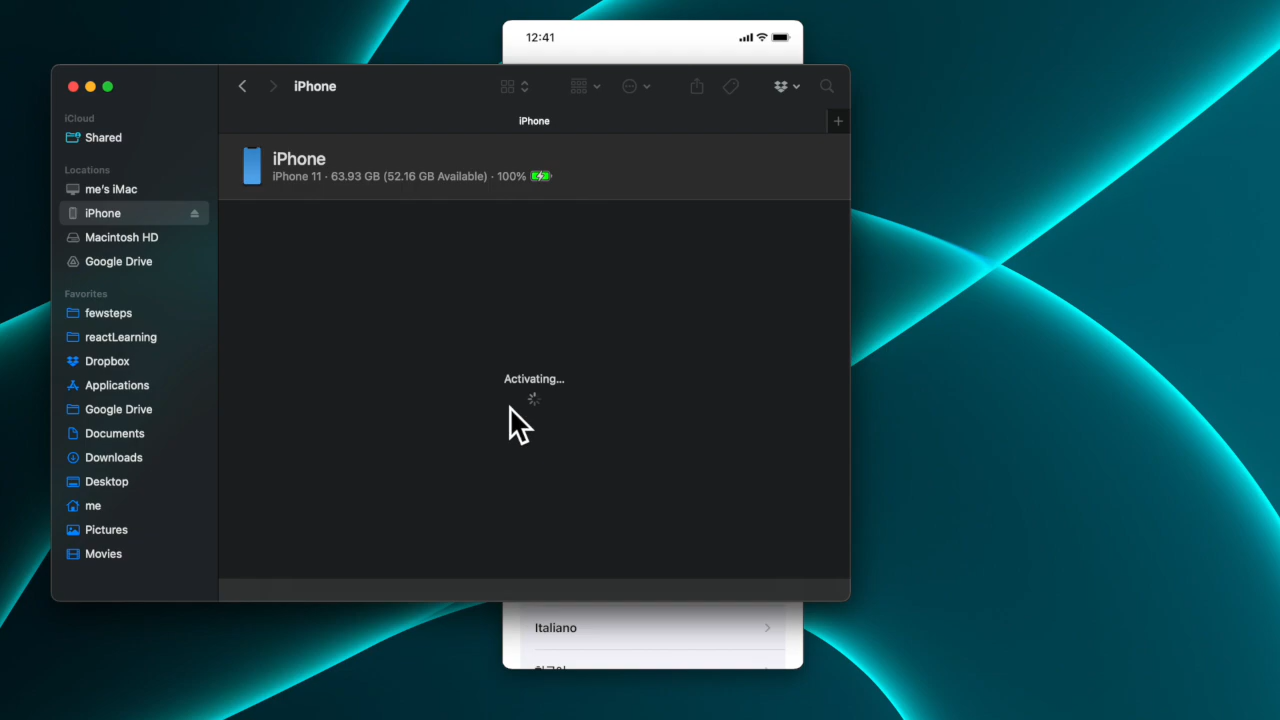 12:41
iPhone
iPhone
iCloud
Shared
Locations
me's iMac
iPhone
Macintosh HD
Google Drive
Favorites
fewsteps
reactLearning
Dropbox
Applications
Google Drive
Documents
Downloads
Desktop
me
Pictures
Movies
iPhone
iPhone 11 · 63.93 GB (52.16 GB Available) · 100%
Activating...
Italiano